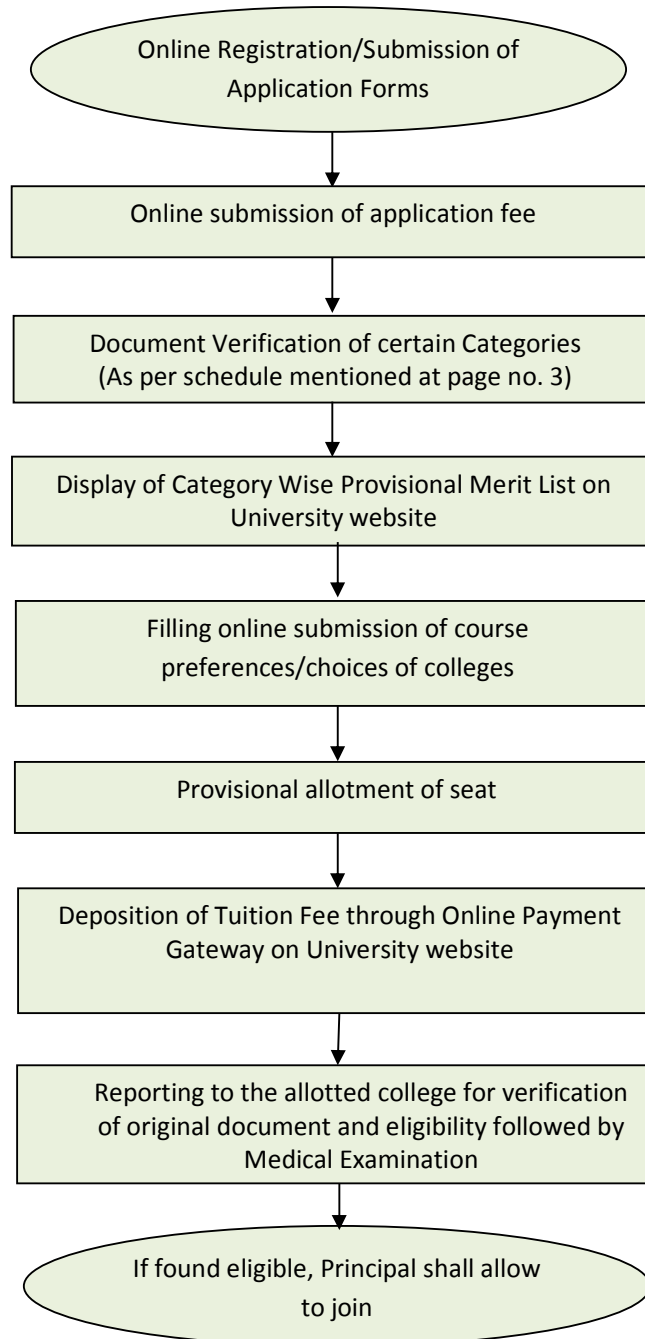 Online Registration/Submission of
Application Forms
Online submission of application fee
Document Verification of certain Categories
(As per schedule mentioned at page no. 3)
Display of Category Wise Provisional Merit List on
University website
Filling online submission of course
preferences/choices of colleges
Provisional allotment of seat
Deposition of Tuition Fee through Online Payment
Gateway on University website
Reporting to the allotted college for verification
of original document and eligibility followed by
Medical Examination
If found eligible, Principal shall allow
to join